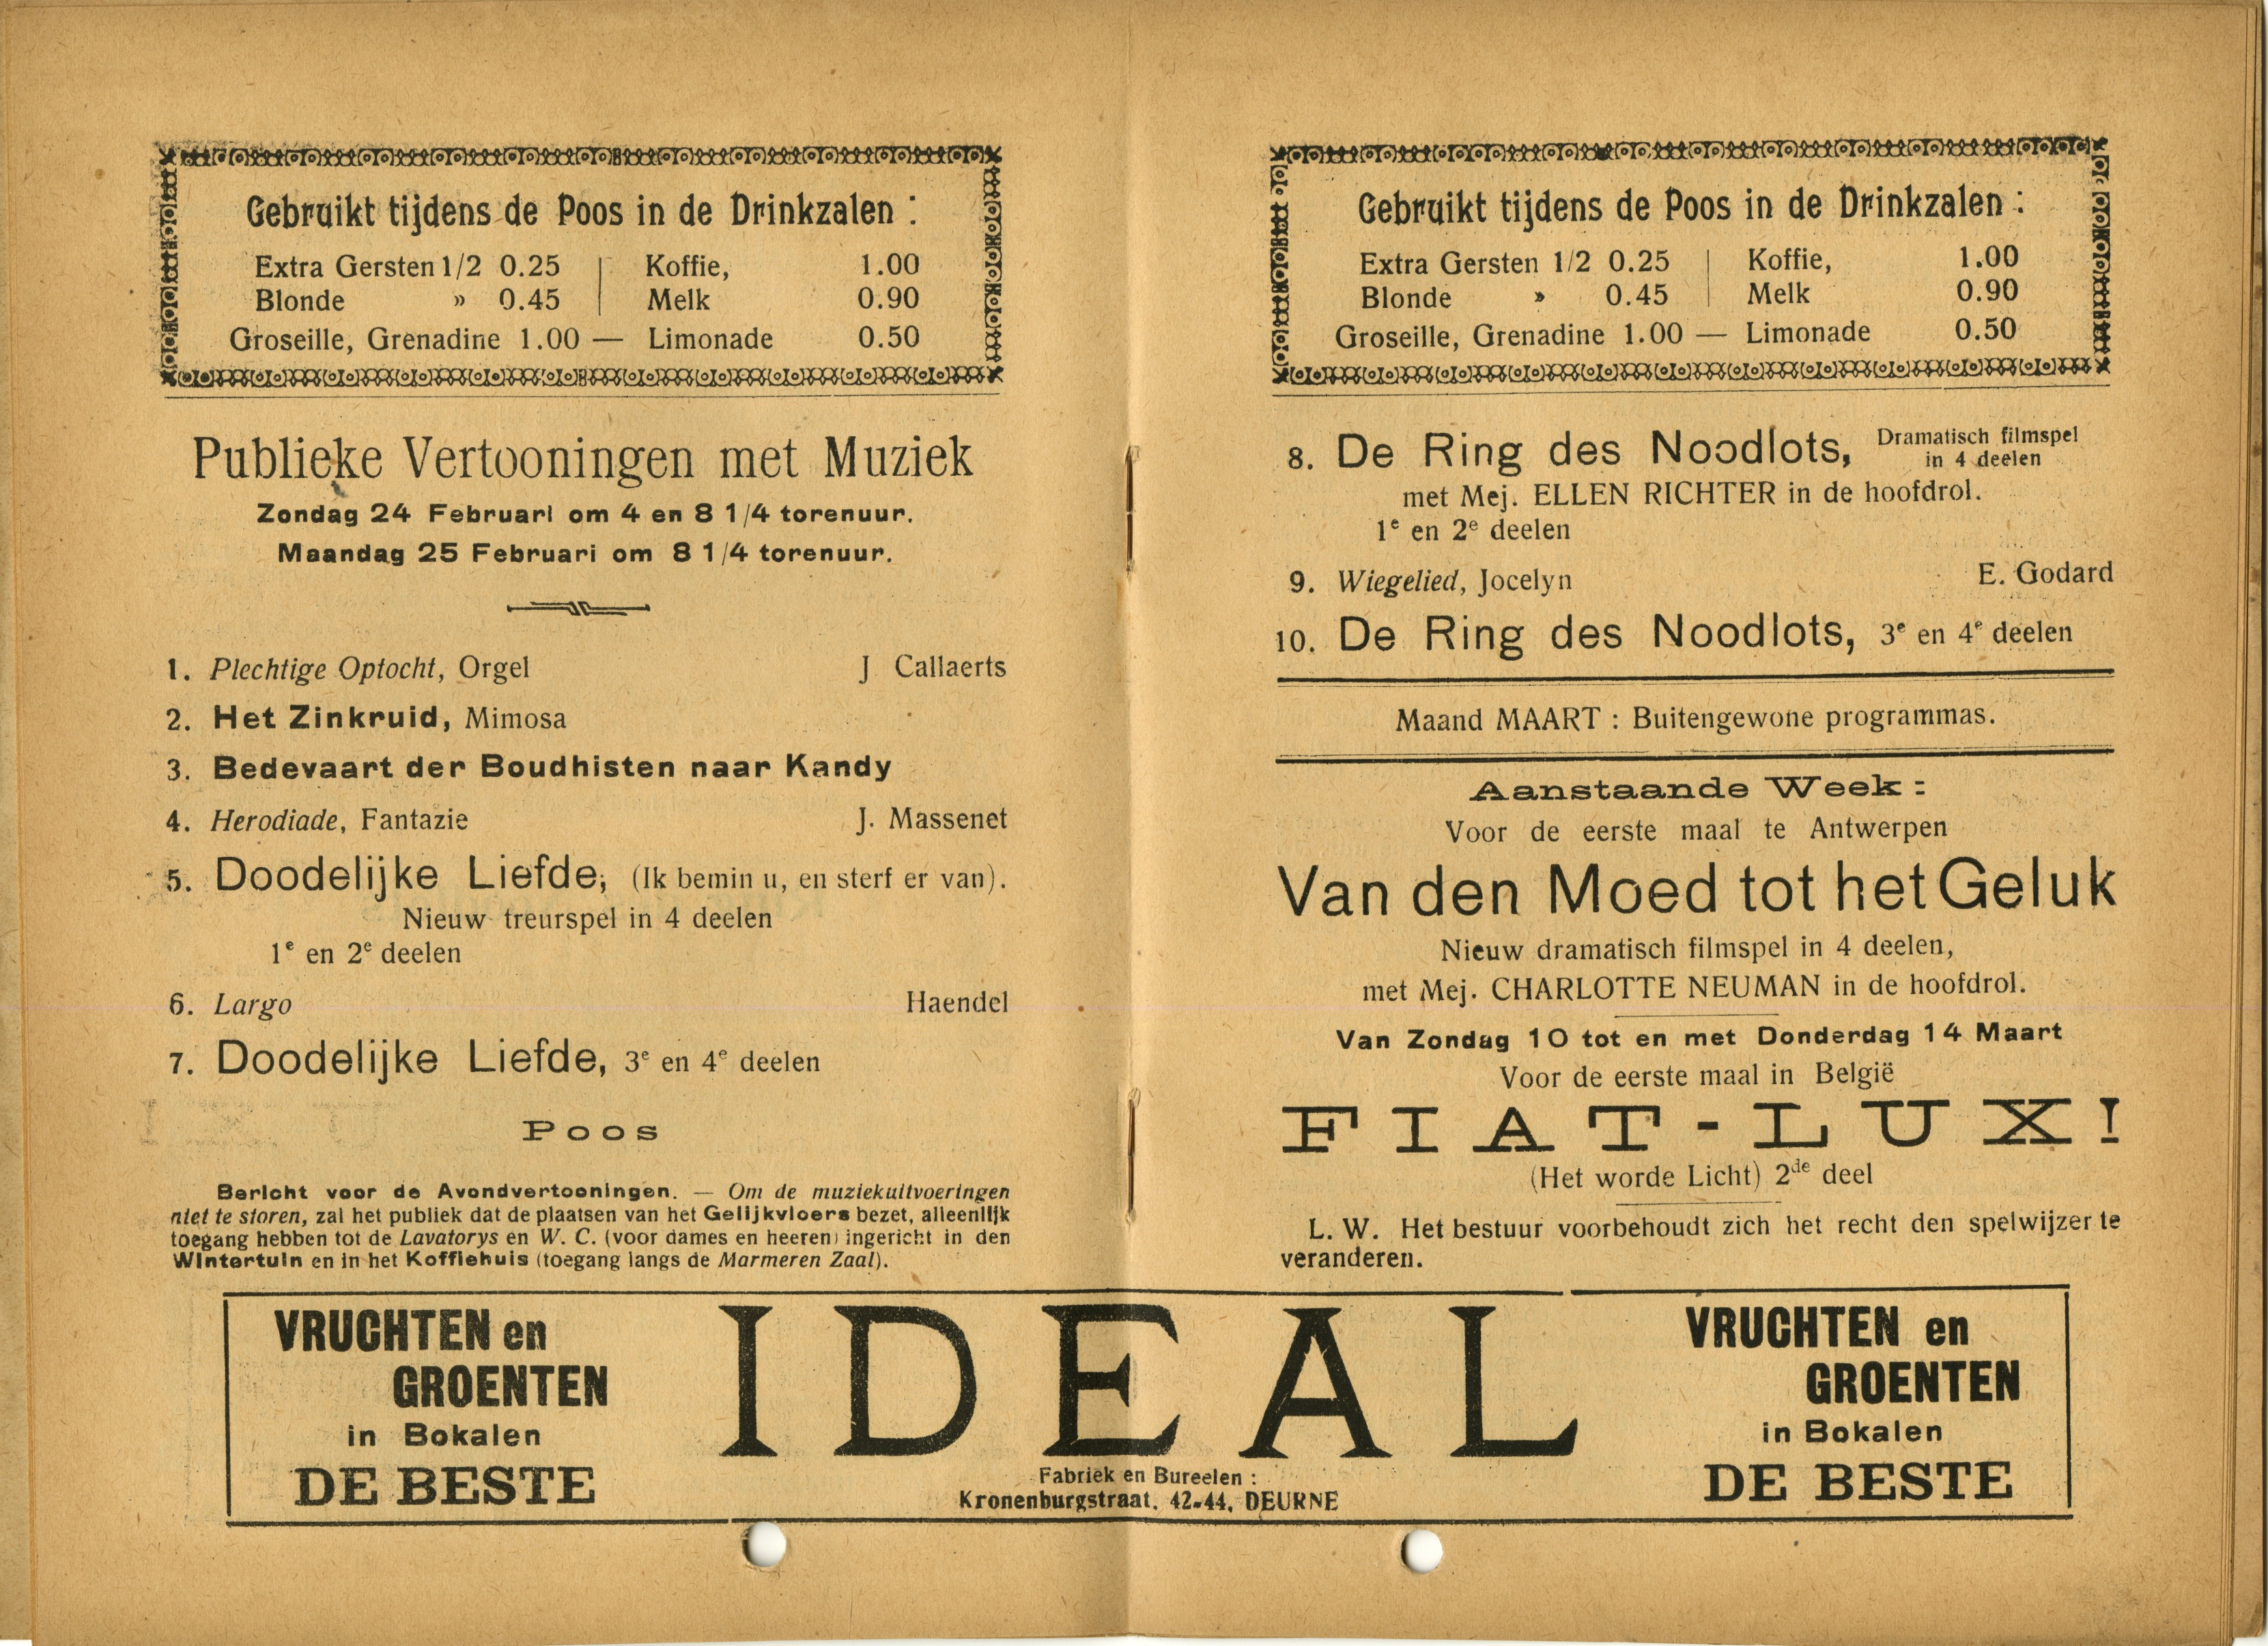 Gebruikt tijdens de Poos in de Drinkzalen :
Extra Gersten 1/2 0.25 | Koffie, 1.00
Blonde » 0.45 | Melk 0.90
Groseille, Grenadine 1.00 — Limonade 0.50
Publieke Vertooningen met Muziek
Zondag 24 Februari om 4 en 8 1/4 torenuur.
Maandag 25 Februari om 8 1/4 torenuur.
1. Plechtige Optocht, Orgel J Callaerts
2. Het Zinkruid, Mimosa
3. Bedevaart der Boudhisten naar Kandy
4. Herodiade, Fantazie J. Massenet
5. Doodelijke Liefde, (Ik bemin u, en sterf er van).
Nieuw treurspel in 4 deelen
1e en 2e deelen
6. Largo Haendel
7. Doodelijke Liefde, 3e en 4e deelen
Poos
Bericht voor de Avondvertooningen. — Om de muziekuitvoeringen
niet te storen, zal het publiek dat de plaatsen van het Gelijkvloers bezet, alleenlijk
toegang hebben tot de Lavatorys en W. C. (voor dames en heeren) ingericht in den
Wintertuin en in het Koffiehuis (toegang langs de Marmeren Zaal).
Gebruikt tijdens de Poos in de Drinkzalen :
Extra Gersten 1/2 0.25 | Koffie, 1.00
Blonde » 0.45 | Melk 0.90
Groseille, Grenadine 1.00 — Limonade 0.50
8. De Ring des Noodlots, Dramatisch filmspel
in 4 deelen
met Mej. ELLEN RICHTER in de hoofdrol.
1e en 2e deelen
9. Wiegelied, Jocelyn E. Godard
10. De Ring des Noodlots, 3e en 4e deelen
Maand MAART : Buitengewone programmas.
Aanstaande Week :
Voor de eerste maal te Antwerpen
Van den Moed tot het Geluk
Nieuw dramatisch filmspel in 4 deelen,
met Mej. CHARLOTTE NEUMAN in de hoofdrol.
Van Zondag 10 tot en met Donderdag 14 Maart
Voor de eerste maal in België
FIAT-LUX!
(Het worde Licht) 2de deel
L. W. Het bestuur voorbehoudt zich het recht den spelwijzer te
veranderen.
VRUCHTEN en
GROENTEN
in Bokalen
DE BESTE
IDEAL
Fabriek en Bureelen :
Kronenburgstraat, 42-44, DEURNE
VRUCHTEN en
GROENTEN
in Bokalen
DE BESTE